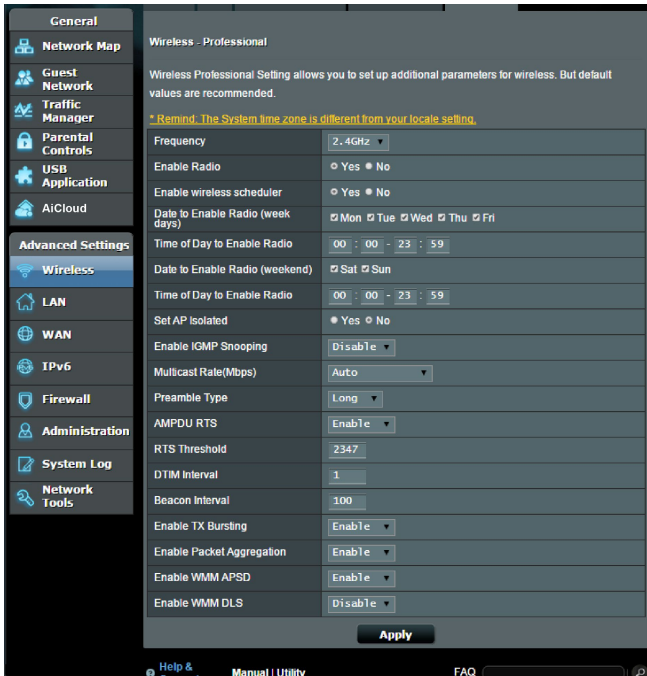 General
Network Map
Guest
Network
Traffic
Manager
Parental
Controls
USB
Application
AiCloud
Advanced Settings
Wireless
LAN
WAN
IPv6
Firewall
Administration
System Log
Network
Tools
Wireless - Professional
Wireless Professional Setting allows you to set up additional parameters for wireless. But default
values are recommended.
* Remind: The System time zone is different from your locale setting.
Frequency 2.4GHz
Enable Radio Yes No
Enable wireless scheduler Yes No
Date to Enable Radio (week
days) Mon Tue Wed Thu Fri
Time of Day to Enable Radio 00 : 00 - 23 : 59
Date to Enable Radio (weekend) Sat Sun
Time of Day to Enable Radio 00 : 00 - 23 : 59
Set AP Isolated Yes No
Enable IGMP Snooping Disable
Multicast Rate(Mbps) Auto
Preamble Type Long
AMPDU RTS Enable
RTS Threshold 2347
DTIM Interval 1
Beacon Interval 100
Enable TX Bursting Enable
Enable Packet Aggregation Enable
Enable WMM APSD Enable
Enable WMM DLS Disable
Apply
Help &
Manual | Utility
FAQ